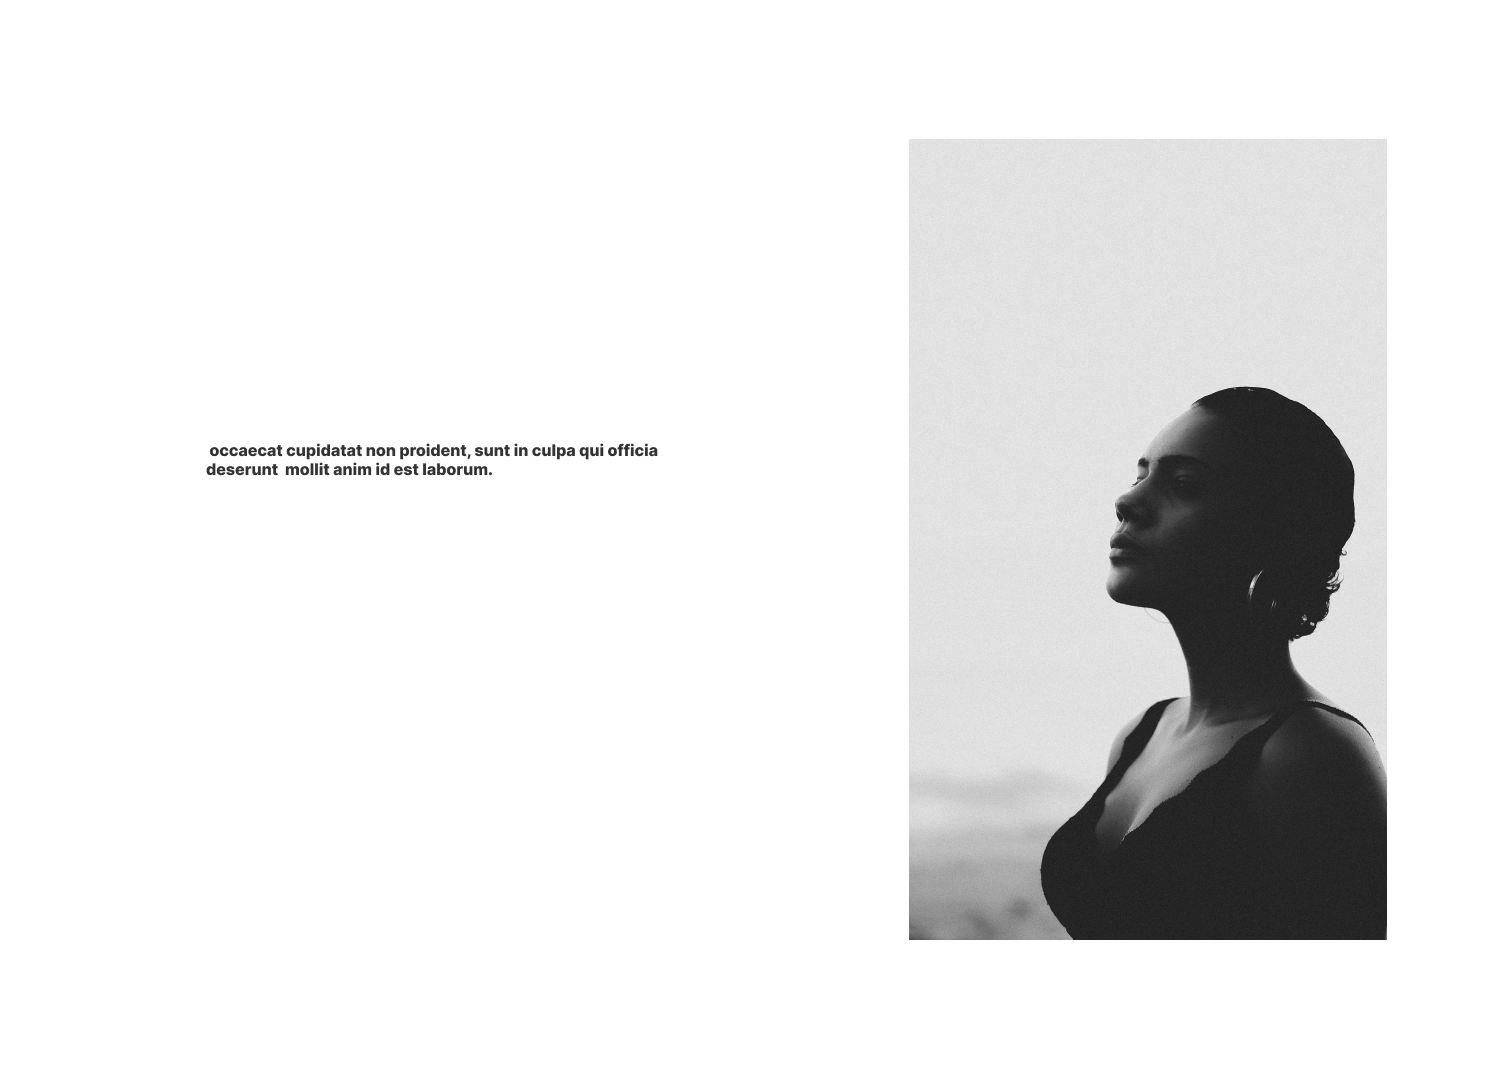 occaecat cupidatat non proident, sunt in culpa qui officia
deserunt  mollit anim id est laborum.